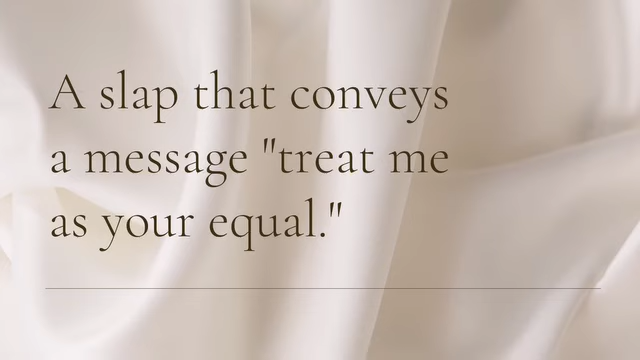 A slap that conveys
a message "treat me
as your equal."